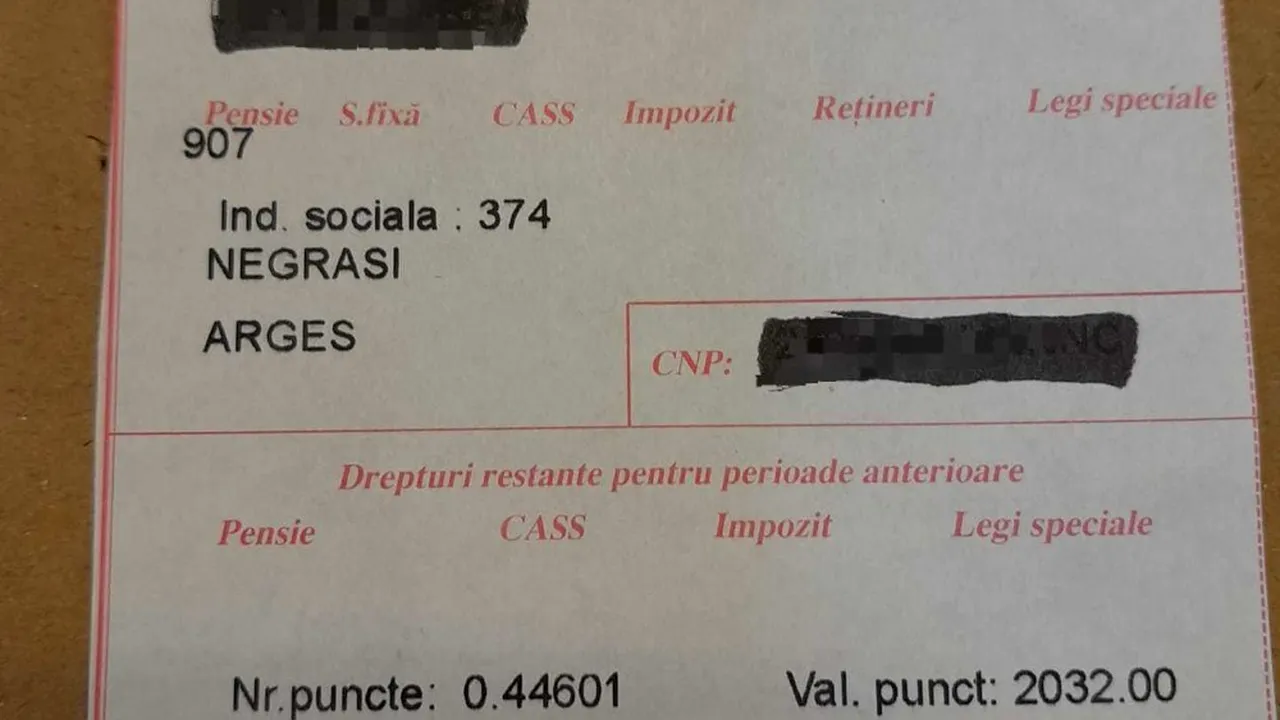 Pensie S.fixă CASS Impozit Rețineri Legi speciale
907
Ind. sociala : 374
NEGRASI
ARGES
CNP:
Drepturi restante pentru perioade anterioare
Pensie CASS Impozit Legi speciale
Nr.puncte: 0.44601 Val. punct: 2032.00